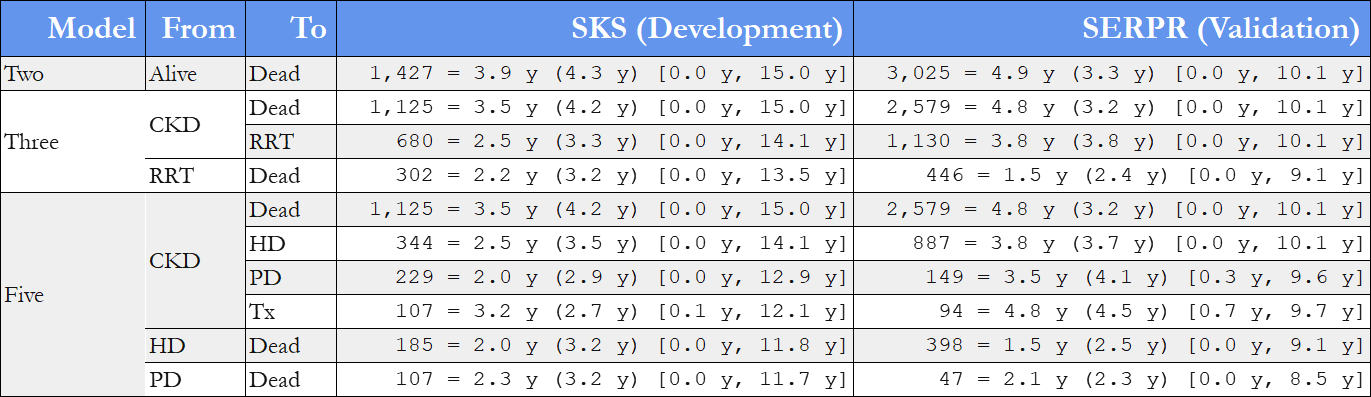 Model From To SKS (Development) SERPR (Validation)
Two Alive Dead 1,427 = 3.9 y (4.3 y) [0.0 y, 15.0 y] 3,025 = 4.9 y (3.3 y) [0.0 y, 10.1 y]
Three CKD Dead 1,125 = 3.5 y (4.2 y) [0.0 y, 15.0 y] 2,579 = 4.8 y (3.2 y) [0.0 y, 10.1 y]
RRT 680 = 2.5 y (3.3 y) [0.0 y, 14.1 y] 1,130 = 3.8 y (3.8 y) [0.0 y, 10.1 y]
RRT Dead 302 = 2.2 y (3.2 y) [0.0 y, 13.5 y] 446 = 1.5 y (2.4 y) [0.0 y, 9.1 y]
Five CKD Dead 1,125 = 3.5 y (4.2 y) [0.0 y, 15.0 y] 2,579 = 4.8 y (3.2 y) [0.0 y, 10.1 y]
HD 344 = 2.5 y (3.5 y) [0.0 y, 14.1 y] 887 = 3.8 y (3.7 y) [0.0 y, 10.1 y]
PD 229 = 2.0 y (2.9 y) [0.0 y, 12.9 y] 149 = 3.5 y (4.1 y) [0.3 y, 9.6 y]
Tx 107 = 3.2 y (2.7 y) [0.1 y, 12.1 y] 94 = 4.8 y (4.5 y) [0.7 y, 9.7 y]
HD Dead 185 = 2.0 y (3.2 y) [0.0 y, 11.8 y] 398 = 1.5 y (2.5 y) [0.0 y, 9.1 y]
PD Dead 107 = 2.3 y (3.2 y) [0.0 y, 11.7 y] 47 = 2.1 y (2.3 y) [0.0 y, 8.5 y]